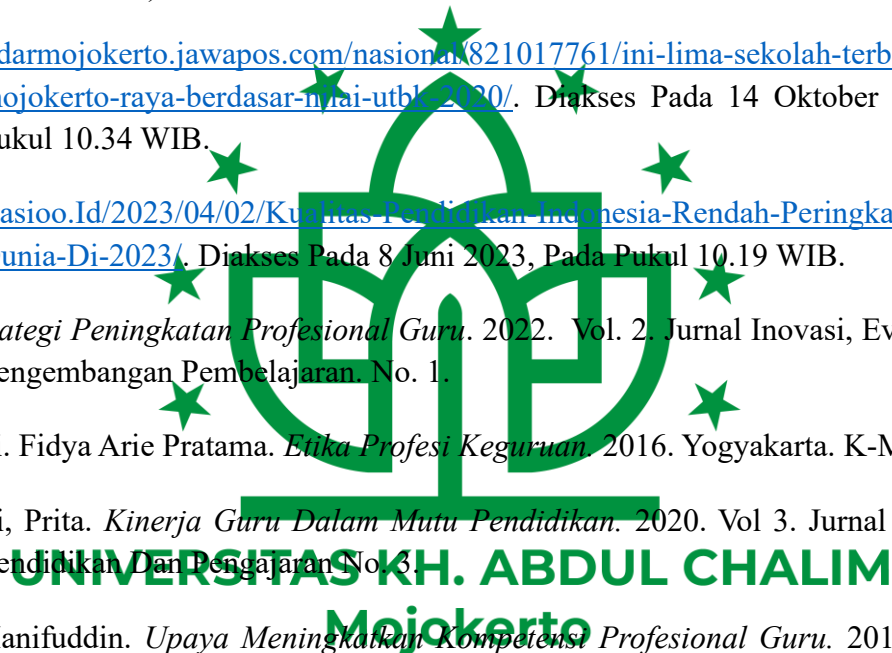 darmojokerto.jawapos.com/nasional/821017761/ini-lima-sekolah-terb
mojokerto-raya-berdasar-nilai-utbk-2020/. Diakses Pada 14 Oktober
ukul 10.34 WIB.
asioo.Id/2023/04/02/Kualitas-Pendidikan-Indonesia-Rendah-Peringka
unia-Di-2023/. Diakses Pada 8 Juni 2023, Pada Pukul 10.19 WIB.
ategi Peningkatan Profesional Guru. 2022. Vol. 2. Jurnal Inovasi, Ev
engembangan Pembelajaran. No. 1.
. Fidya Arie Pratama. Etika Profesi Keguruan. 2016. Yogyakarta. K-M
i, Prita. Kinerja Guru Dalam Mutu Pendidikan. 2020. Vol 3. Jurnal
endidikan Dan Pengajaran No. 3.
UNIVERSITAS KH. ABDUL CHALIM
Mojokerto
anifuddin. Upaya Meningkatkan Kompetensi Profesional Guru. 201